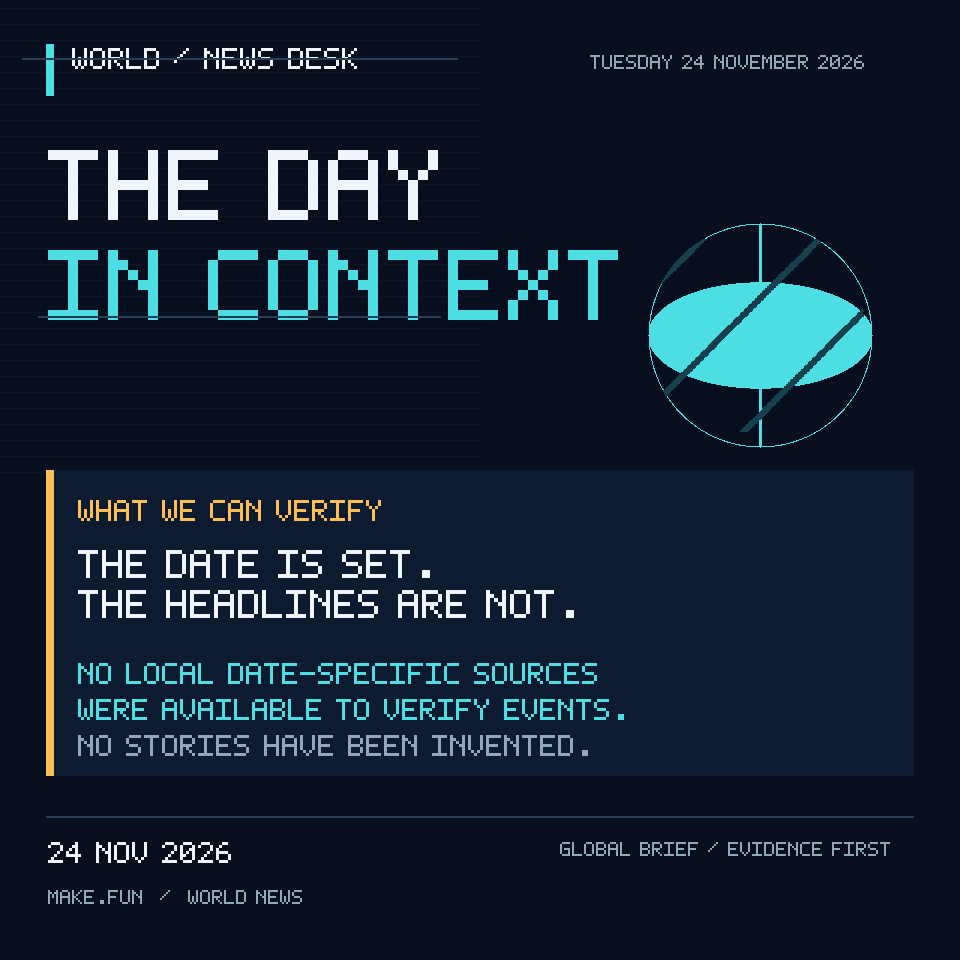 WORLD / NEWS DESK
TUESDAY 24 NOVEMBER 2026
THE DAY
IN CONTEXT
WHAT WE CAN VERIFY
THE DATE IS SET.
THE HEADLINES ARE NOT.
NO LOCAL DATE-SPECIFIC SOURCES
WERE AVAILABLE TO VERIFY EVENTS.
NO STORIES HAVE BEEN INVENTED.
24 NOV 2026
GLOBAL BRIEF / EVIDENCE FIRST
MAKE.FUN / WORLD NEWS